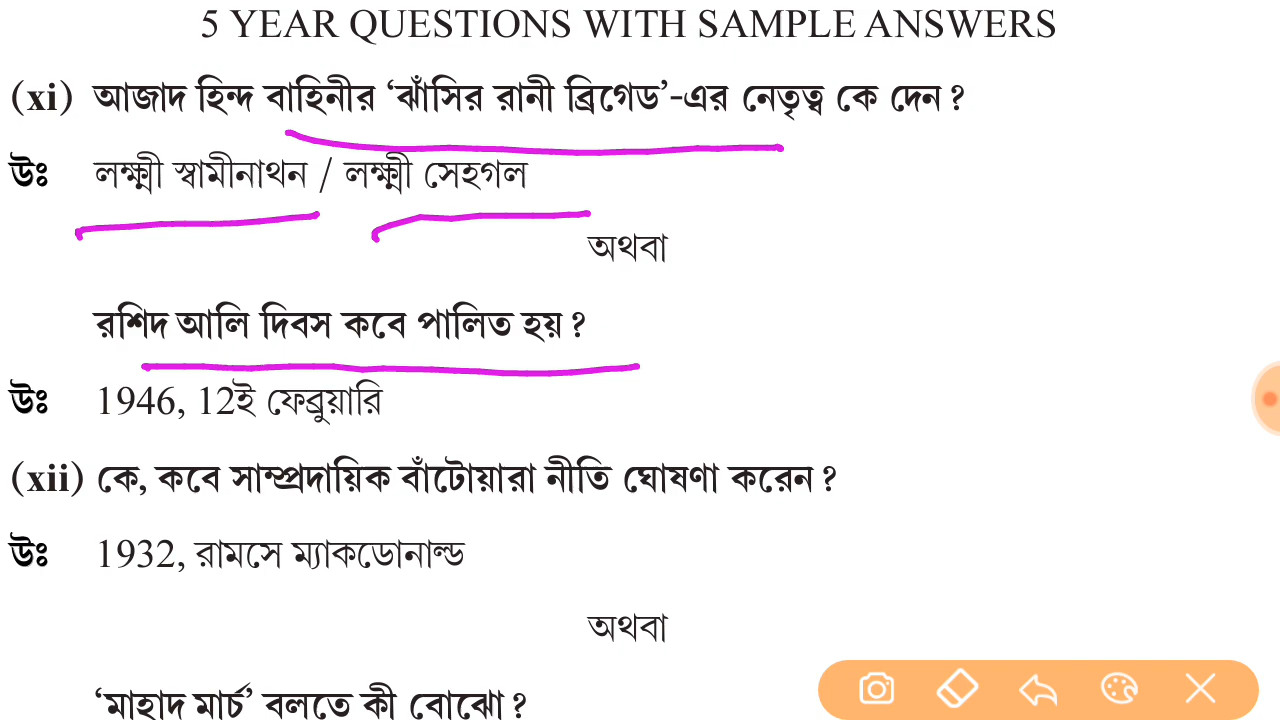 5 YEAR QUESTIONS WITH SAMPLE ANSWERS
(xi) আজাদ হিন্দ বাহিনীর ‘ঝাঁসির রানী ব্রিগেড’-এর নেতৃত্ব কে দেন ?
উঃ লক্ষ্মী স্বামীনাথন / লক্ষ্মী সেহগল
অথবা
রশিদ আলি দিবস কবে পালিত হয় ?
উঃ 1946, 12ই ফেব্রুয়ারি
(xii) কে, কবে সাম্প্রদায়িক বাঁটোয়ারা নীতি ঘোষণা করেন ?
উঃ 1932, রামসে ম্যাকডোনাল্ড
অথবা
‘মাহাদ মার্চ’ বলতে কী বোঝো ?